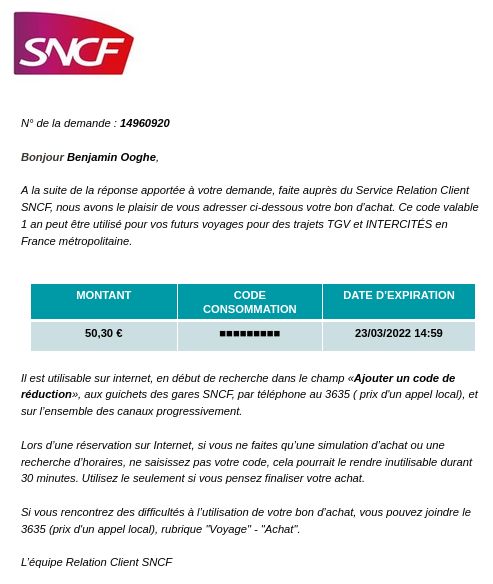 SNCF
N° de la demande : 14960920
Bonjour Benjamin Ooghe,
A la suite de la réponse apportée à votre demande, faite auprès du Service Relation Client
SNCF, nous avons le plaisir de vous adresser ci-dessous votre bon d'achat. Ce code valable
1 an peut être utilisé pour vos futurs voyages pour des trajets TGV et INTERCITÉS en
France métropolitaine.
MONTANT
CODE
CONSOMMATION
DATE D'EXPIRATION
50,30 €
■■■■■■■■■
23/03/2022 14:59
Il est utilisable sur internet, en début de recherche dans le champ «Ajouter un code de
réduction», aux guichets des gares SNCF, par téléphone au 3635 ( prix d'un appel local), et
sur l'ensemble des canaux progressivement.
Lors d'une réservation sur Internet, si vous ne faites qu'une simulation d'achat ou une
recherche d'horaires, ne saisissez pas votre code, cela pourrait le rendre inutilisable durant
30 minutes. Utilisez le seulement si vous pensez finaliser votre achat.
Si vous rencontrez des difficultés à l'utilisation de votre bon d'achat, vous pouvez joindre le
3635 (prix d'un appel local), rubrique "Voyage" - "Achat".
L'équipe Relation Client SNCF